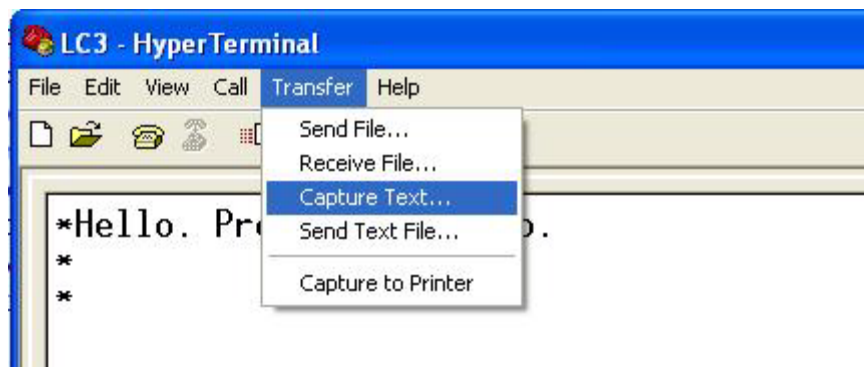 LC3 - HyperTerminal
File Edit View Call Transfer Help
Send File...
Receive File...
Capture Text...
Send Text File...
Capture to Printer
*Hello.
*
*